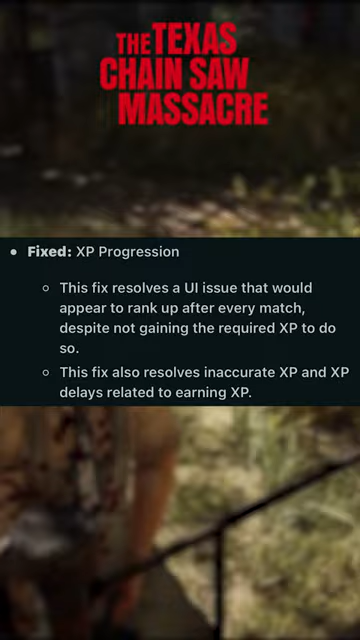 THE TEXAS
CHAIN SAW
MASSACRE
• Fixed: XP Progression
◦ This fix resolves a UI issue that would
appear to rank up after every match,
despite not gaining the required XP to do
so.
◦ This fix also resolves inaccurate XP and XP
delays related to earning XP.